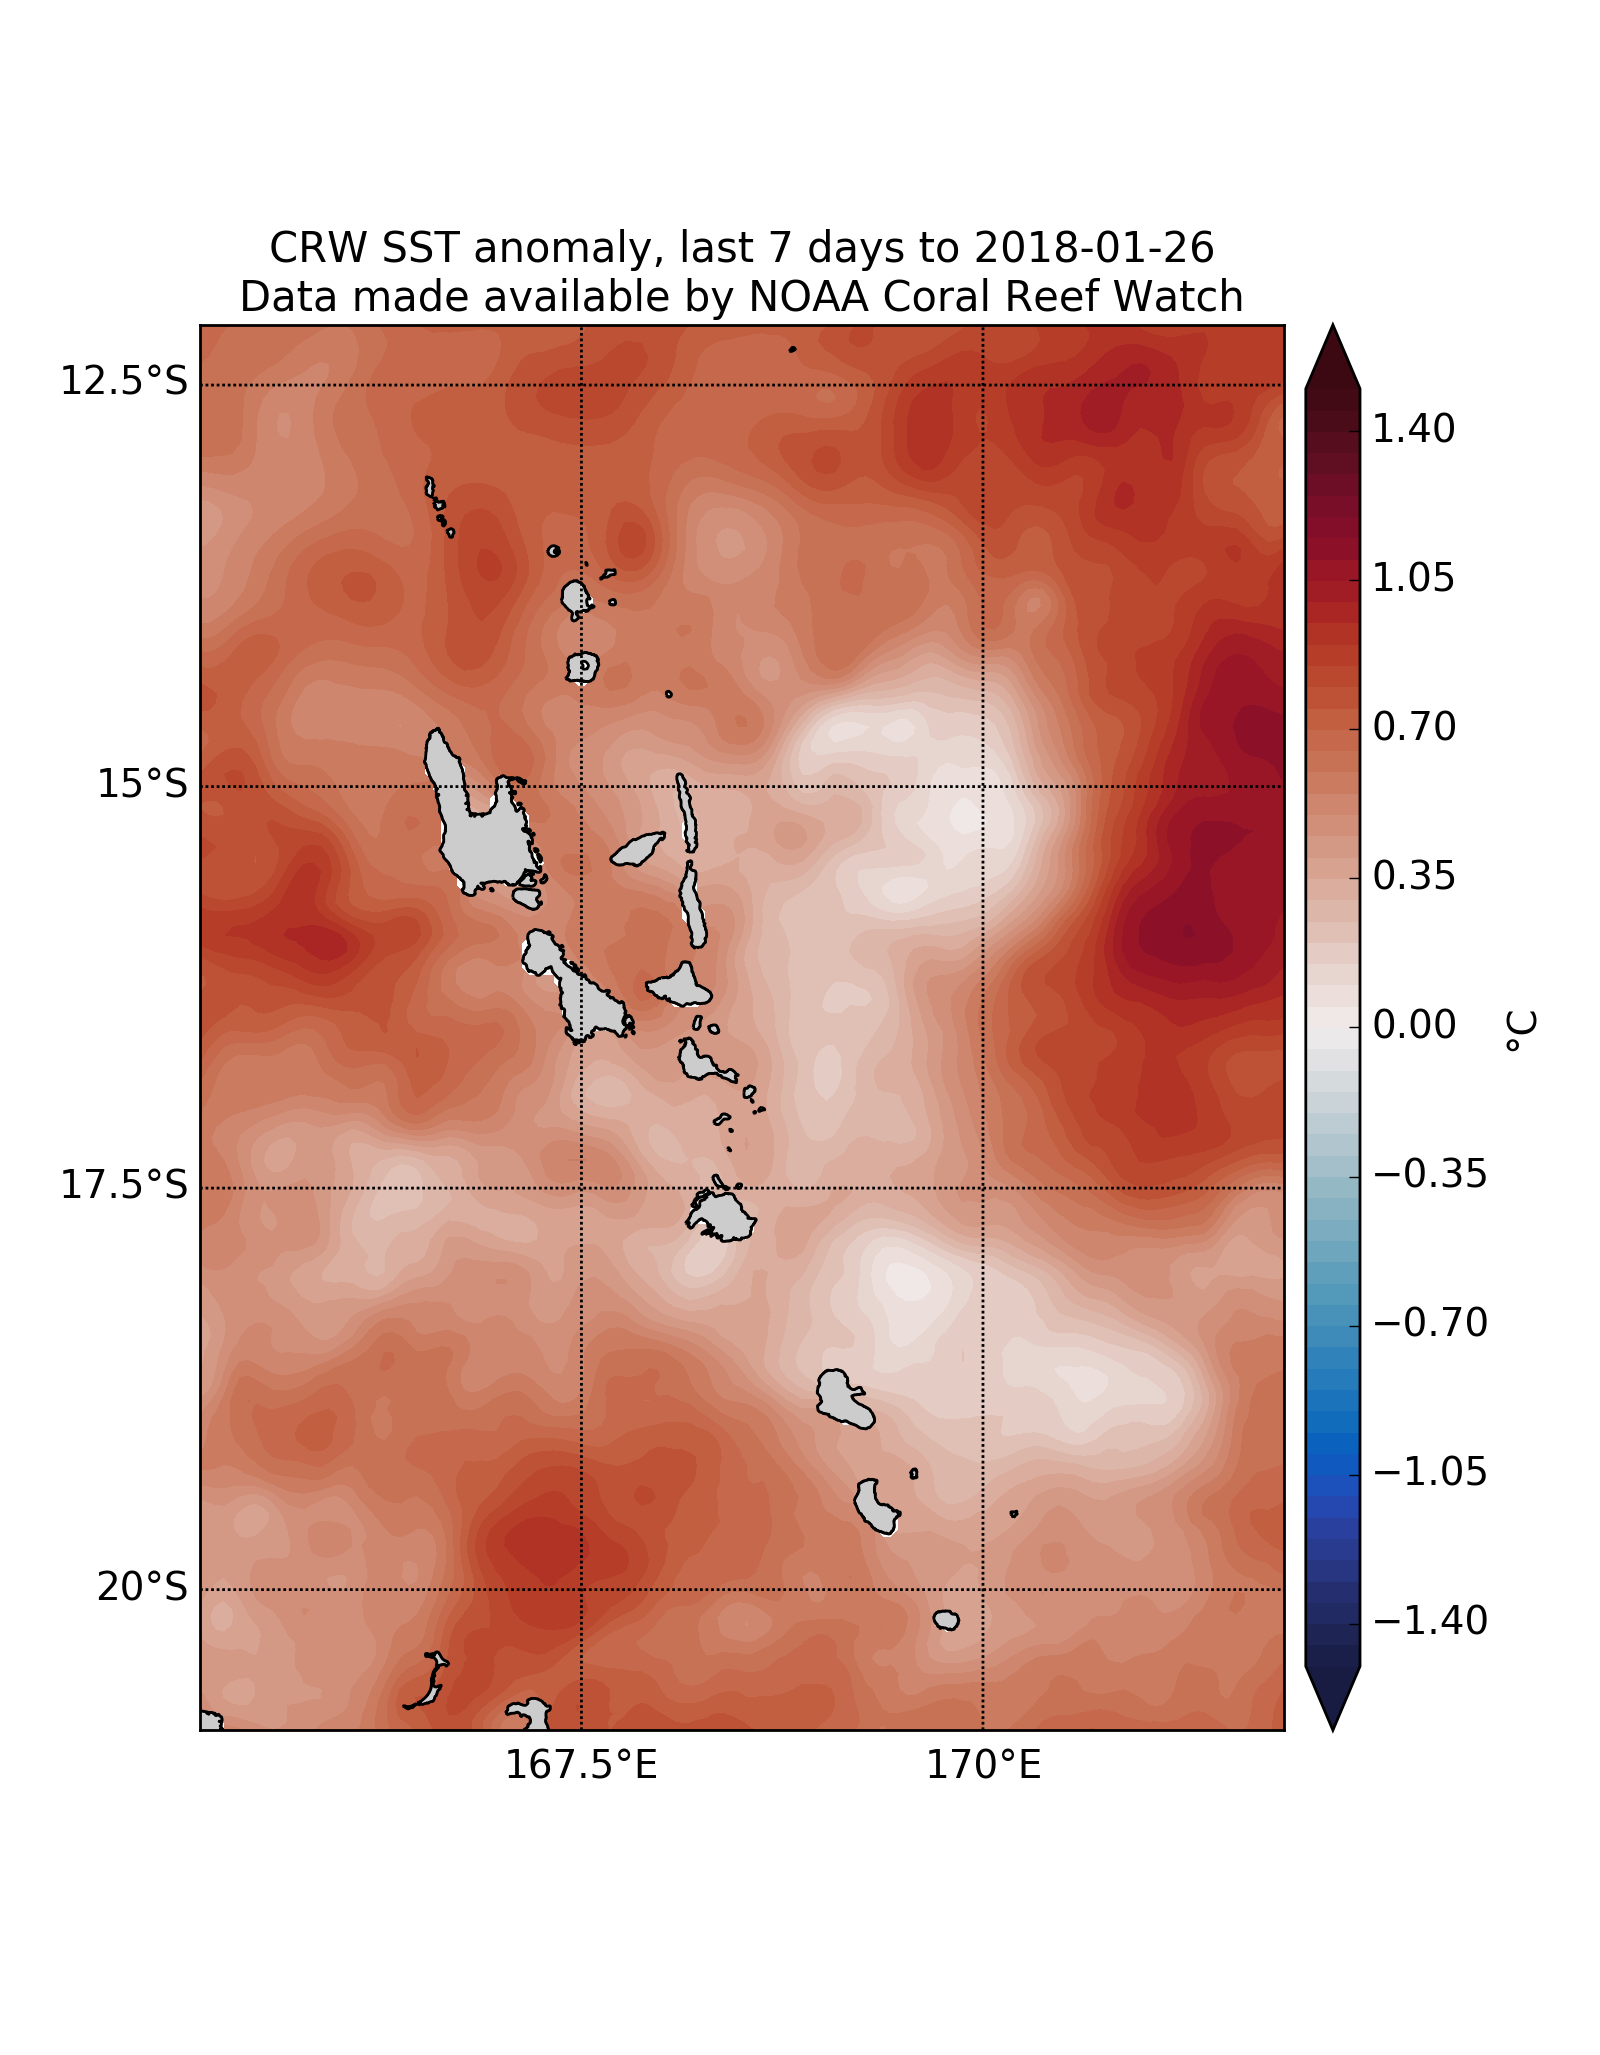 CRW SST anomaly, last 7 days to 2018-01-26
Data made available by NOAA Coral Reef Watch
12.5°S
15°S
17.5°S
20°S
167.5°E
170°E
1.40
1.05
0.70
0.35
0.00
−0.35
−0.70
−1.05
−1.40
°C